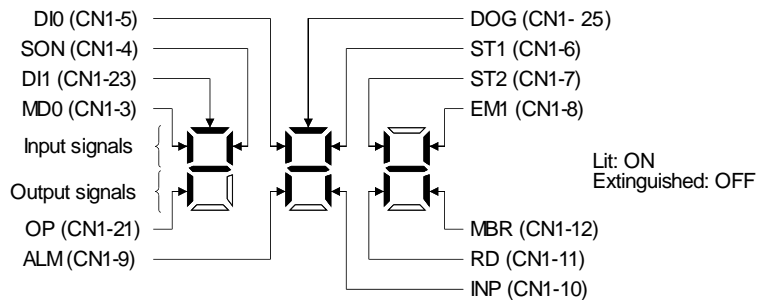 DI0 (CN1-5)
SON (CN1-4)
DI1 (CN1-23)
MD0 (CN1-3)
Input signals
Output signals
OP (CN1-21)
ALM (CN1-9)
DOG (CN1- 25)
ST1 (CN1-6)
ST2 (CN1-7)
EM1 (CN1-8)
Lit: ON
Extinguished: OFF
MBR (CN1-12)
RD (CN1-11)
INP (CN1-10)